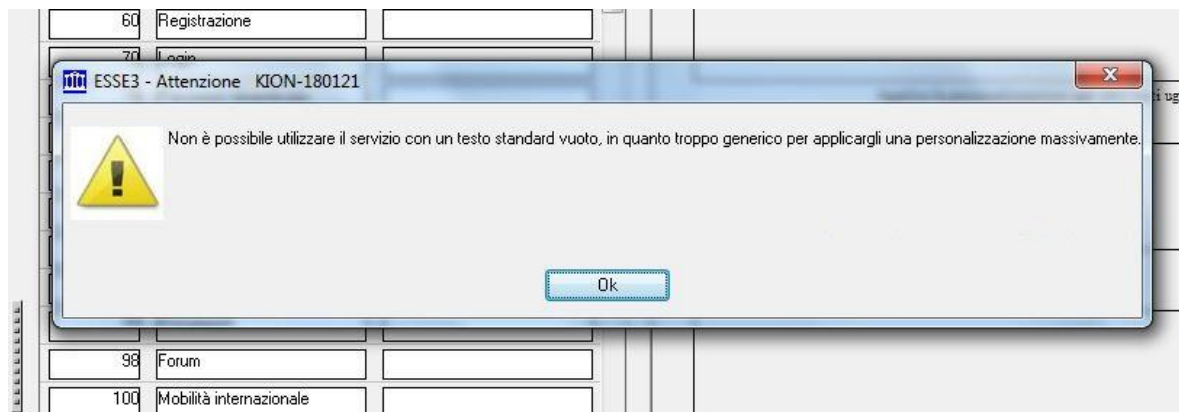 60 Registrazione
70 Login
ESSE3 - Attenzione KION-180121
Non è possibile utilizzare il servizio con un testo standard vuoto, in quanto troppo generico per applicargli una personalizzazione massivamente.
Ok
98 Forum
100 Mobilità internazionale